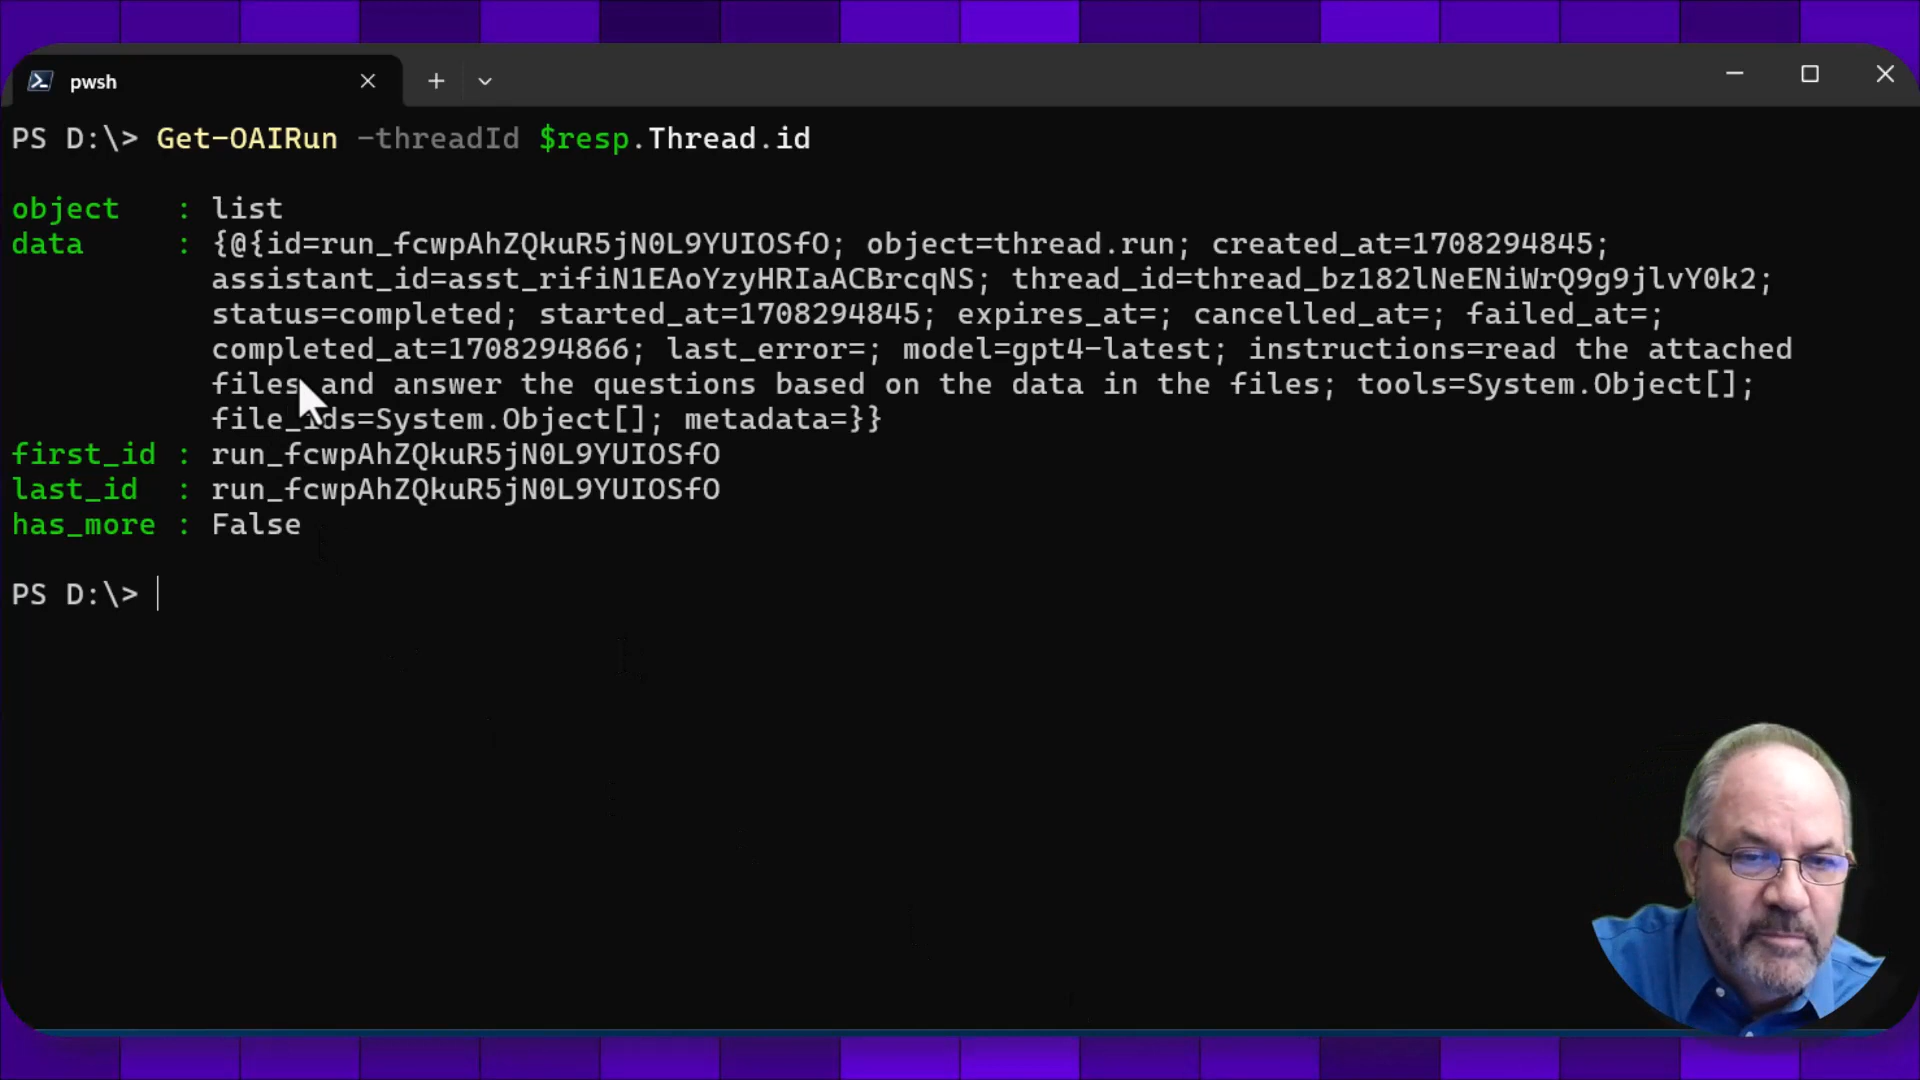 pwsh
PS D:\> Get-OAIRun -threadId $resp.Thread.id
object : list
data : {@{id=run_fcwpAhZQkuR5jN0L9YUIOSfO; object=thread.run; created_at=1708294845;
assistant_id=asst_rifiN1EAoYzyHRIaACBrcqNS; thread_id=thread_bz182lNeENiWrQ9g9jlvY0k2;
status=completed; started_at=1708294845; expires_at=; cancelled_at=; failed_at=;
completed_at=1708294866; last_error=; model=gpt4-latest; instructions=read the attached
files and answer the questions based on the data in the files; tools=System.Object[];
file_ids=System.Object[]; metadata=}}
first_id : run_fcwpAhZQkuR5jN0L9YUIOSfO
last_id : run_fcwpAhZQkuR5jN0L9YUIOSfO
has_more : False
PS D:\>